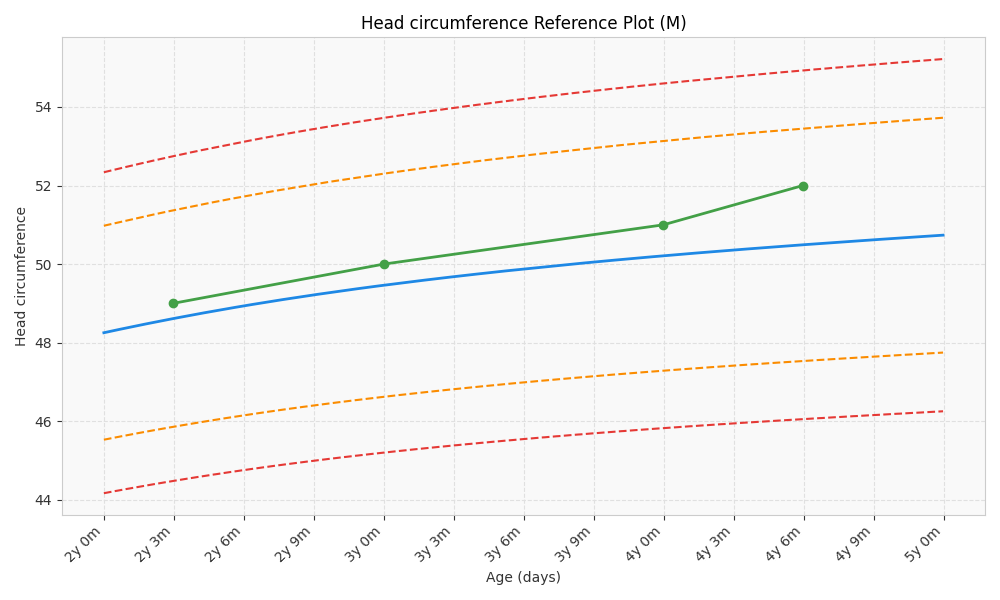 Head circumference Reference Plot (M)
Head circumference
54
52
50
48
46
44
2y 0m
2y 3m
2y 6m
2y 9m
3y 0m
3y 3m
3y 6m
3y 9m
4y 0m
4y 3m
4y 6m
4y 9m
5y 0m
Age (days)